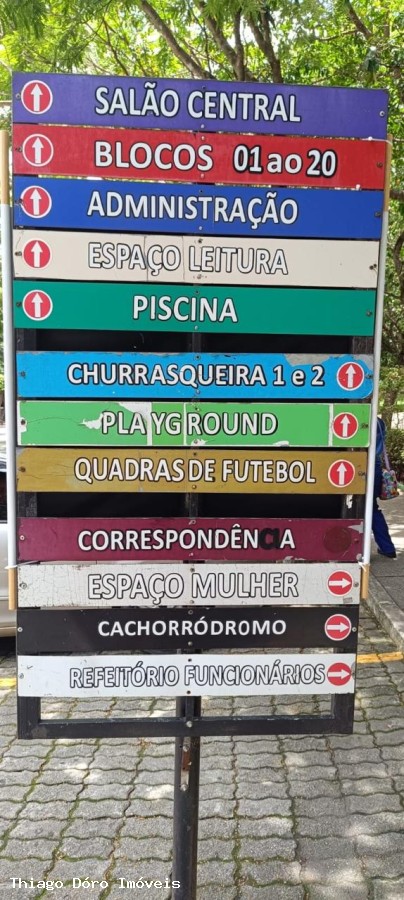 SALÃO CENTRAL
BLOCOS 01 ao 20
ADMINISTRAÇÃO
ESPAÇO LEITURA
PISCINA
CHURRASQUEIRA 1 e 2
PLAYGROUND
QUADRAS DE FUTEBOL
CORRESPONDÊNCIA
ESPAÇO MULHER
CACHORRÓDROMO
REFEITÓRIO FUNCIONÁRIOS
Thiago Dóro Imóveis